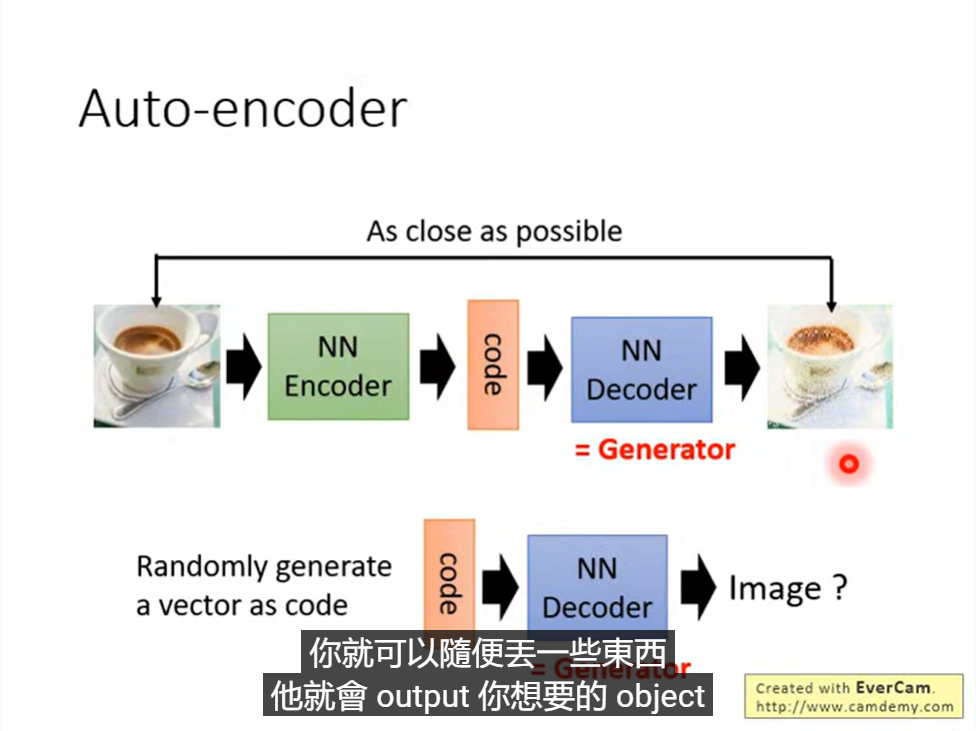 Auto-encoder
As close as possible
NN
Encoder
code
NN
Decoder
= Generator
Randomly generate
a vector as code
code
NN
Decoder
Image ?
= Generator
你就可以隨便丟一些東西
他就會 output 你想要的 object
Created with EverCam.
http://www.camdemy.com